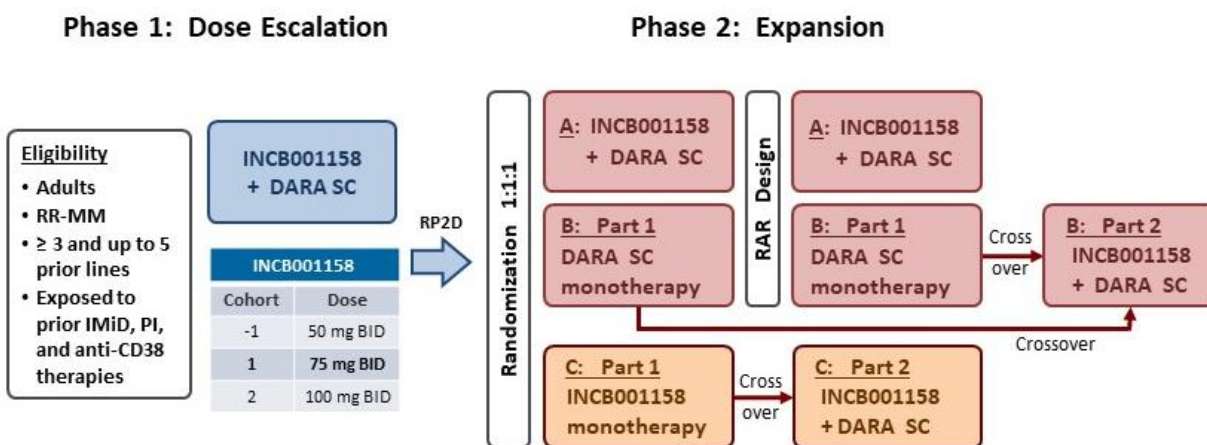 Phase 1: Dose Escalation
Phase 2: Expansion
Eligibility
• Adults
• RR-MM
• ≥ 3 and up to 5
prior lines
• Exposed to
prior IMiD, PI,
and anti-CD38
therapies
INCB001158
+ DARA SC
INCB001158
Cohort Dose
-1 50 mg BID
1 75 mg BID
2 100 mg BID
RP2D
Randomization 1:1:1
A: INCB001158
+ DARA SC
B: Part 1
DARA SC
monotherapy
C: Part 1
INCB001158
monotherapy
RAR Design
A: INCB001158
+ DARA SC
B: Part 1
DARA SC
monotherapy
Cross
over
B: Part 2
INCB001158
+ DARA SC
Crossover
Cross
over
C: Part 2
INCB001158
+ DARA SC